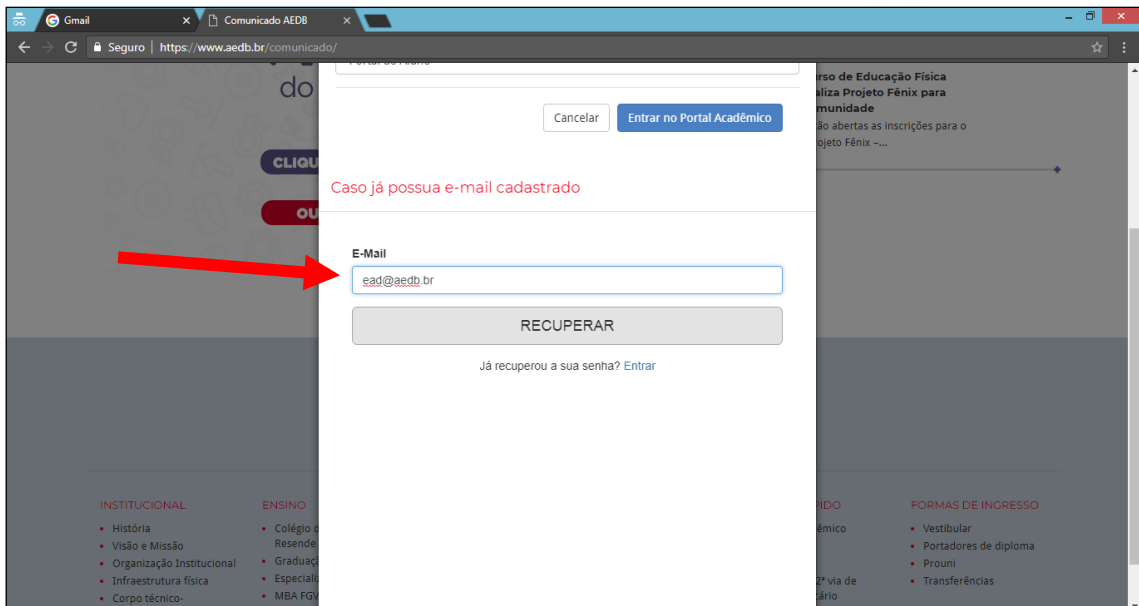 Gmail
Comunicado AEDB
Seguro | https://www.aedb.br/comunicado/
do
CLIQU
OU
Cancelar
Entrar no Portal Acadêmico
Caso já possua e-mail cadastrado
E-Mail
ead@aedb.br
RECUPERAR
Já recuperou a sua senha? Entrar
urso de Educação Física
aliza Projeto Fênix para
munidade
ão abertas as inscrições para o
ojeto Fênix –...
INSTITUCIONAL
• História
• Visão e Missão
• Organização Institucional
• Infraestrutura física
• Corpo técnico-
ENSINO
• Colégio d
Resende
• Graduaçã
• Especializ
• MBA FGV
PIDO
êmico
2ª via de
tário
FORMAS DE INGRESSO
• Vestibular
• Portadores de diploma
• Prouni
• Transferências